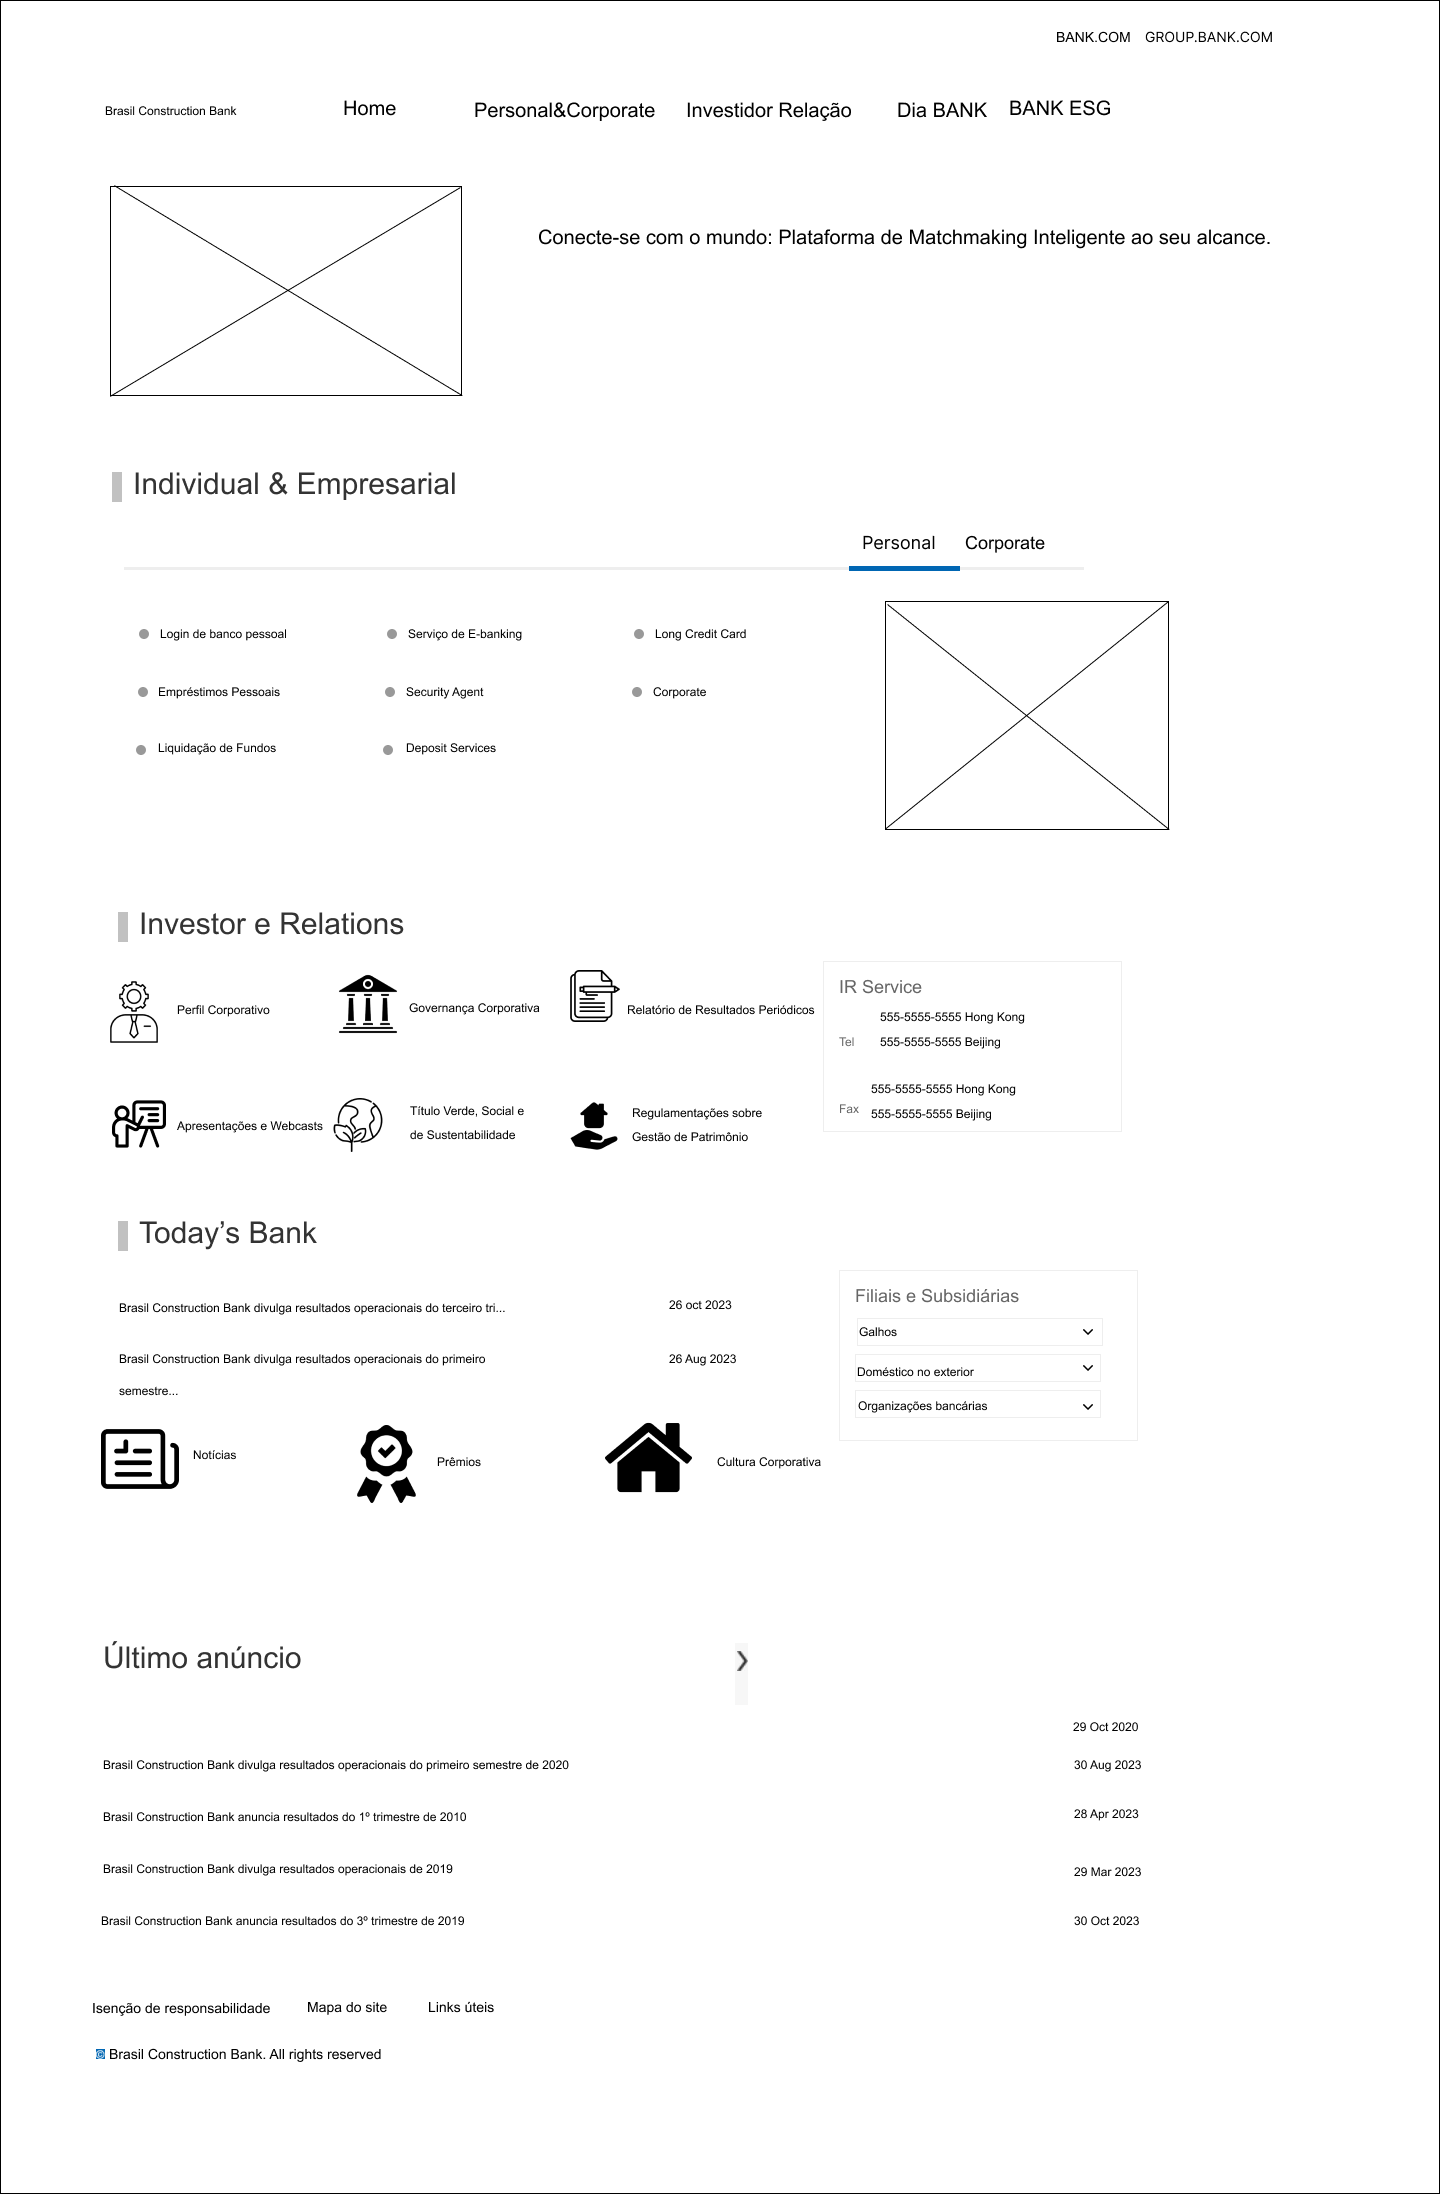 BANK.COM GROUP.BANK.COM
Brasil Construction Bank
Home
Personal&Corporate
Investidor Relação
Dia BANK
BANK ESG
Conecte-se com o mundo: Plataforma de Matchmaking Inteligente ao seu alcance.
Individual & Empresarial
Personal
Corporate
Login de banco pessoal
Serviço de E-banking
Long Credit Card
Empréstimos Pessoais
Security Agent
Corporate
Liquidação de Fundos
Deposit Services
Investor e Relations
Perfil Corporativo
Governança Corporativa
Relatório de Resultados Periódicos
Apresentações e Webcasts
Título Verde, Social e
de Sustentabilidade
Regulamentações sobre
Gestão de Patrimônio
IR Service
555-5555-5555 Hong Kong
Tel
555-5555-5555 Beijing
555-5555-5555 Hong Kong
Fax
555-5555-5555 Beijing
Today’s Bank
Brasil Construction Bank divulga resultados operacionais do terceiro tri...
26 oct 2023
Brasil Construction Bank divulga resultados operacionais do primeiro
semestre...
26 Aug 2023
Filiais e Subsidiárias
Galhos
Doméstico no exterior
Organizações bancárias
Notícias
Prêmios
Cultura Corporativa
Último anúncio
29 Oct 2020
Brasil Construction Bank divulga resultados operacionais do primeiro semestre de 2020
30 Aug 2023
Brasil Construction Bank anuncia resultados do 1º trimestre de 2010
28 Apr 2023
Brasil Construction Bank divulga resultados operacionais de 2019
29 Mar 2023
Brasil Construction Bank anuncia resultados do 3º trimestre de 2019
30 Oct 2023
Isenção de responsabilidade
Mapa do site
Links úteis
© Brasil Construction Bank. All rights reserved